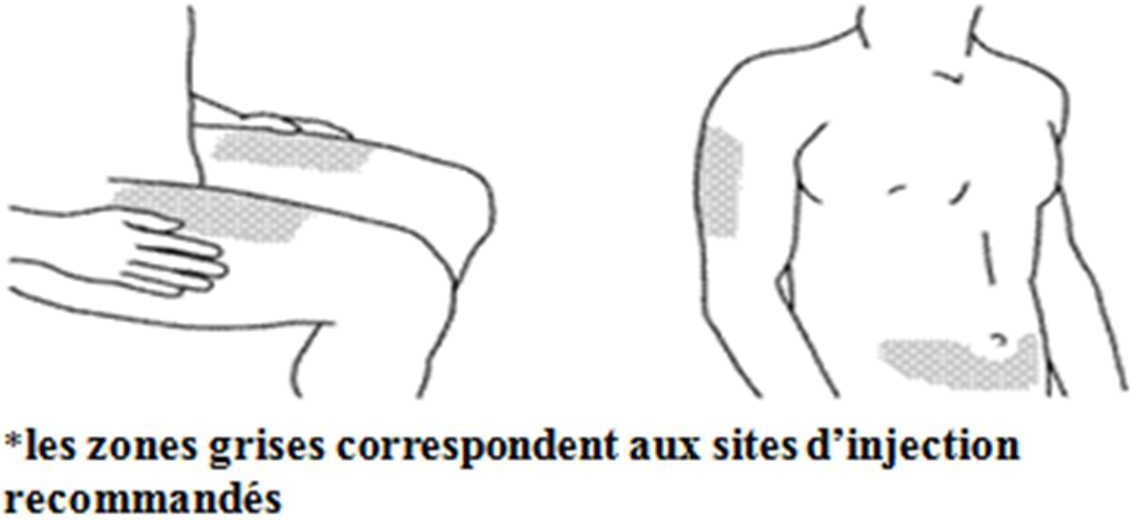 *les zones grises correspondent aux sites d’injection
recommandés